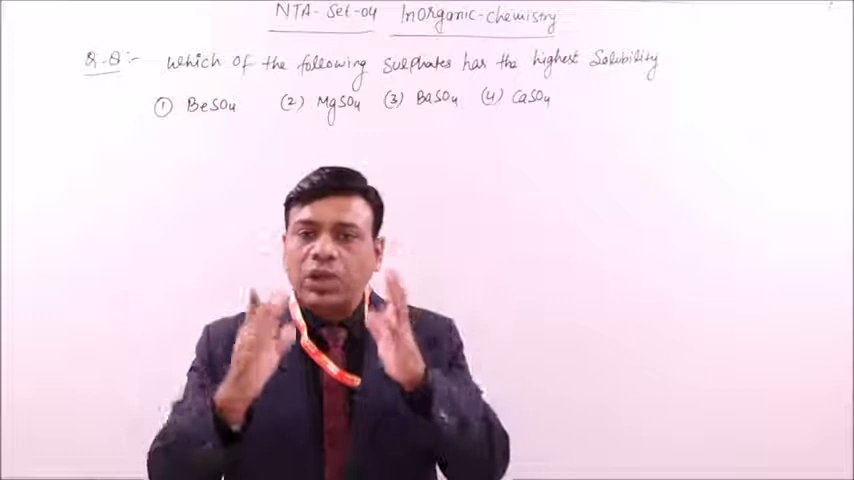 NTA-Set-04 Inorganic-chemistry
Q-8:- which of the following sulphates has the highest Solubility
(1) BeSO4 (2) MgSO4 (3) BaSO4 (4) CaSO4